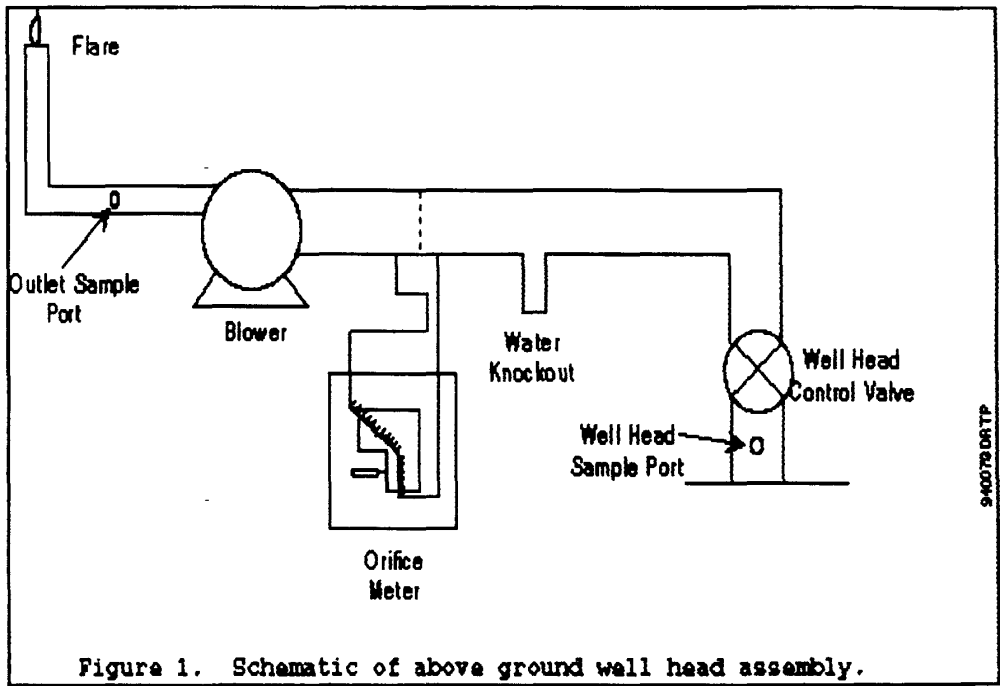 Flare
Outlet Sample
Port
Blower
Water
Knockout
Well Head
Control Valve
Well Head
Sample Port
Orifice
Meter
940079DRTP
Figure 1. Schematic of above ground well head assembly.